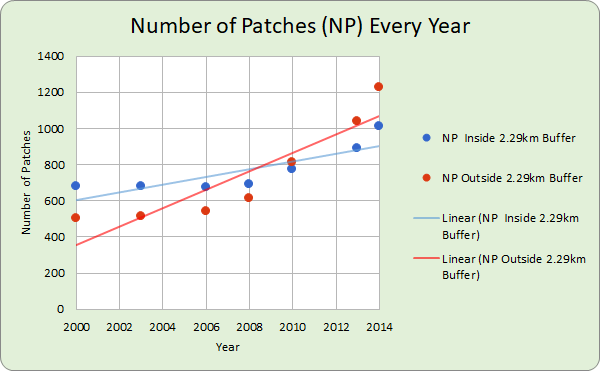 Number of Patches (NP) Every Year
1400
1200
1000
800
600
400
200
0
Number of Patches
2000 2002 2004 2006 2008 2010 2012 2014
Year
NP Inside 2.29km Buffer
NP Outside 2.29km Buffer
Linear (NP Inside 2.29km
Buffer)
Linear (NP Outside 2.29km
Buffer)